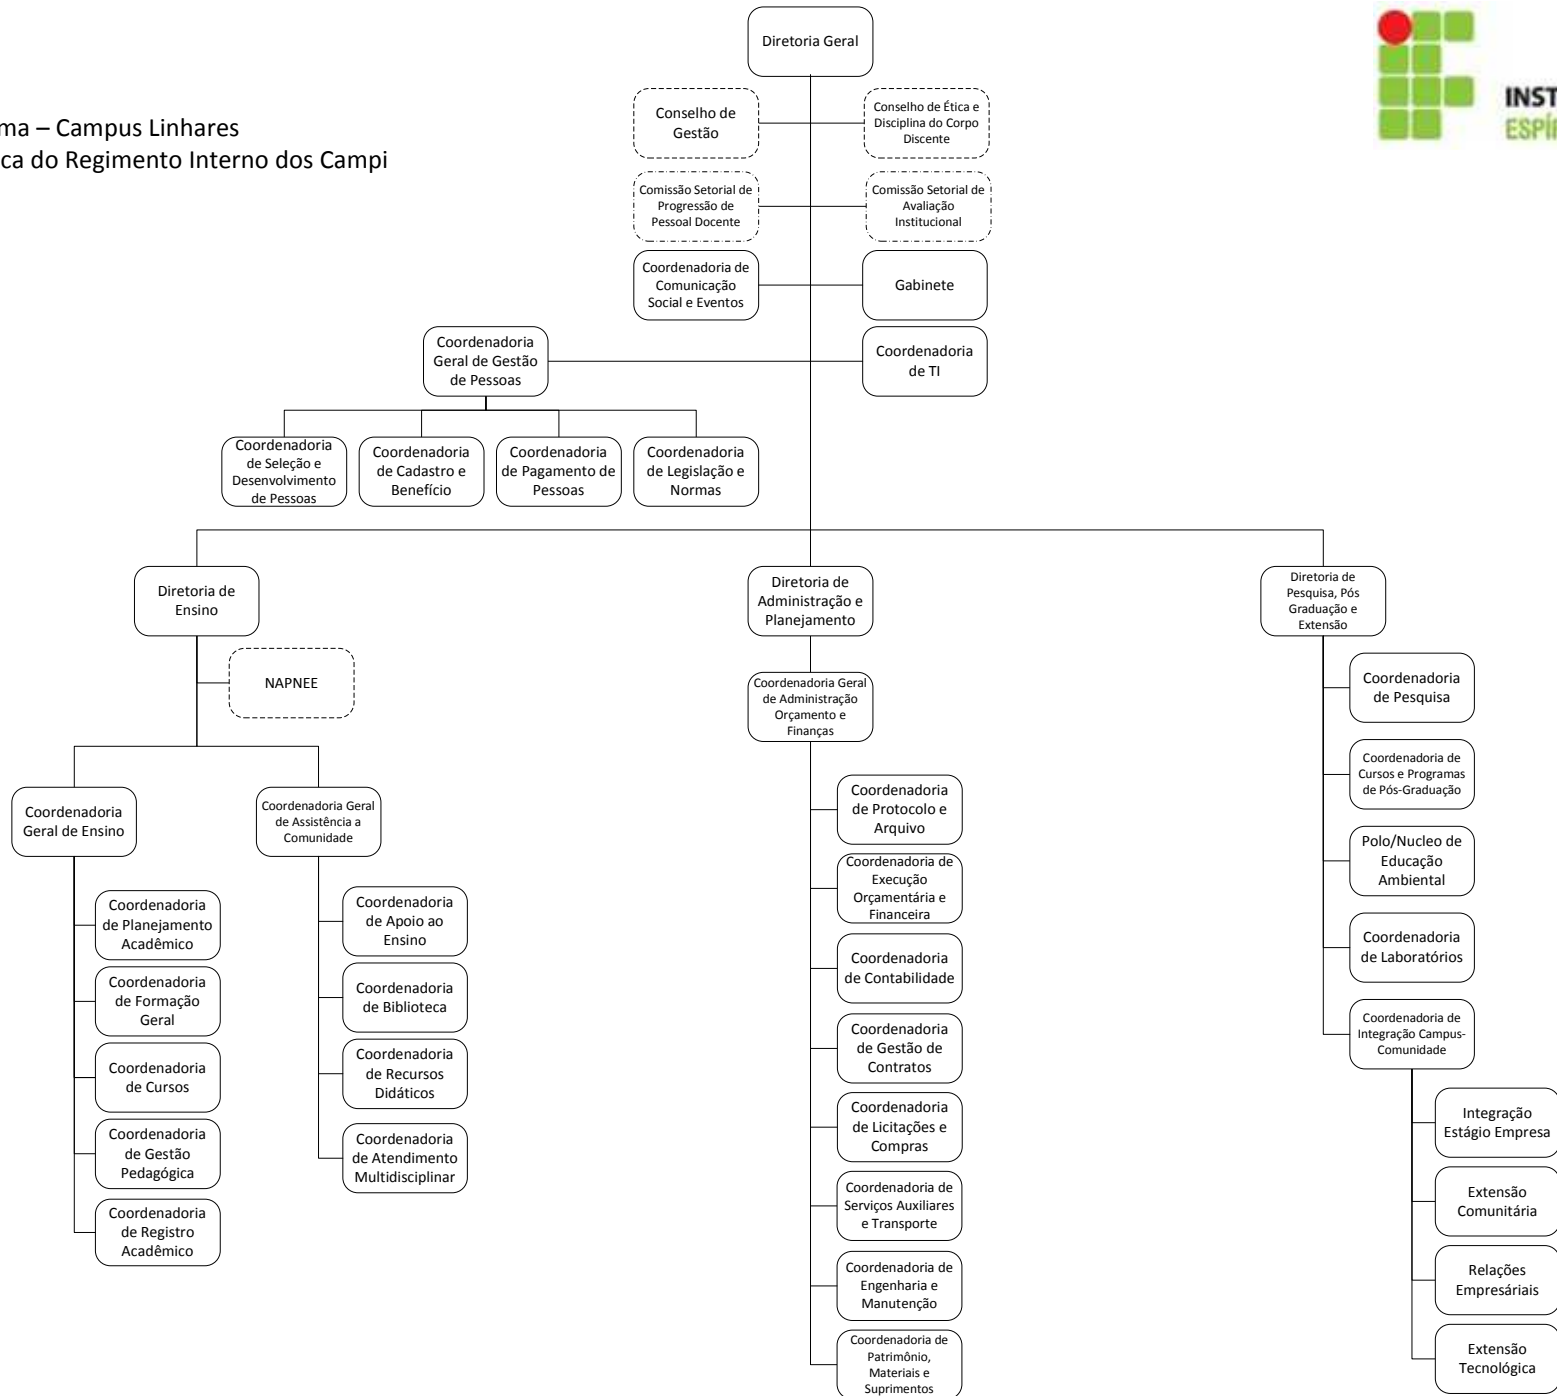 Diretoria Geral
ma – Campus Linhares
ca do Regimento Interno dos Campi
INST
ESPÍ
Conselho de
Gestão
Conselho de Ética e
Disciplina do Corpo
Discente
Comissão Setorial de
Progressão de
Pessoal Docente
Comissão Setorial de
Avaliação
Institucional
Coordenadoria de
Comunicação
Social e Eventos
Gabinete
Coordenadoria
Geral de Gestão
de Pessoas
Coordenadoria
de TI
Coordenadoria
de Seleção e
Desenvolvimento
de Pessoas
Coordenadoria
de Cadastro e
Benefício
Coordenadoria
de Pagamento de
Pessoas
Coordenadoria
de Legislação e
Normas
Diretoria de
Ensino
Diretoria de
Administração e
Planejamento
Diretoria de
Pesquisa, Pós
Graduação e
Extensão
NAPNEE
Coordenadoria
Geral de Ensino
Coordenadoria Geral
de Assistência a
Comunidade
Coordenadoria
de Planejamento
Acadêmico
Coordenadoria
de Formação
Geral
Coordenadoria
de Cursos
Coordenadoria
de Gestão
Pedagógica
Coordenadoria
de Registro
Acadêmico
Coordenadoria
de Apoio ao
Ensino
Coordenadoria
de Biblioteca
Coordenadoria
de Recursos
Didáticos
Coordenadoria
de Atendimento
Multidisciplinar
Coordenadoria Geral
de Administração
Orçamento e
Finanças
Coordenadoria
de Protocolo e
Arquivo
Coordenadoria de
Execução
Orçamentária e
Financeira
Coordenadoria
de Contabilidade
Coordenadoria
de Gestão de
Contratos
Coordenadoria
de Licitações e
Compras
Coordenadoria de
Serviços Auxiliares
e Transporte
Coordenadoria de
Engenharia e
Manutenção
Coordenadoria de
Patrimônio,
Materiais e
Suprimentos
Coordenadoria
de Pesquisa
Coordenadoria de
Cursos e Programas
de Pós-Graduação
Polo/Nucleo de
Educação
Ambiental
Coordenadoria
de Laboratórios
Coordenadoria de
Integração Campus-
Comunidade
Integração
Estágio Empresa
Extensão
Comunitária
Relações
Empresáriais
Extensão
Tecnológica